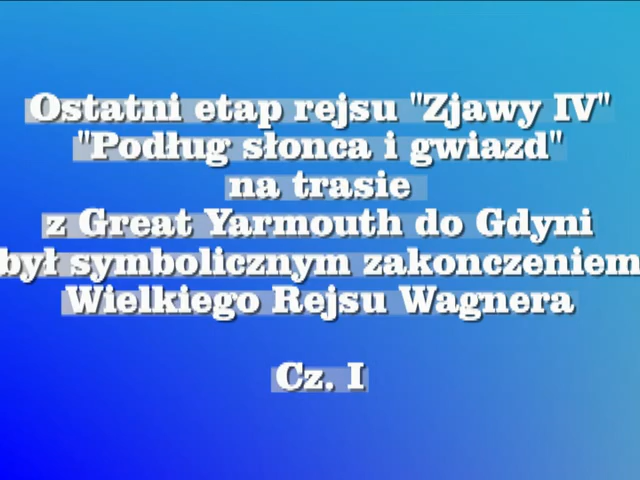 Ostatni etap rejsu "Zjawy IV"
"Podług słonca i gwiazd"
na trasie
z Great Yarmouth do Gdyni
był symbolicznym zakonczeniem
Wielkiego Rejsu Wagnera
Cz. I